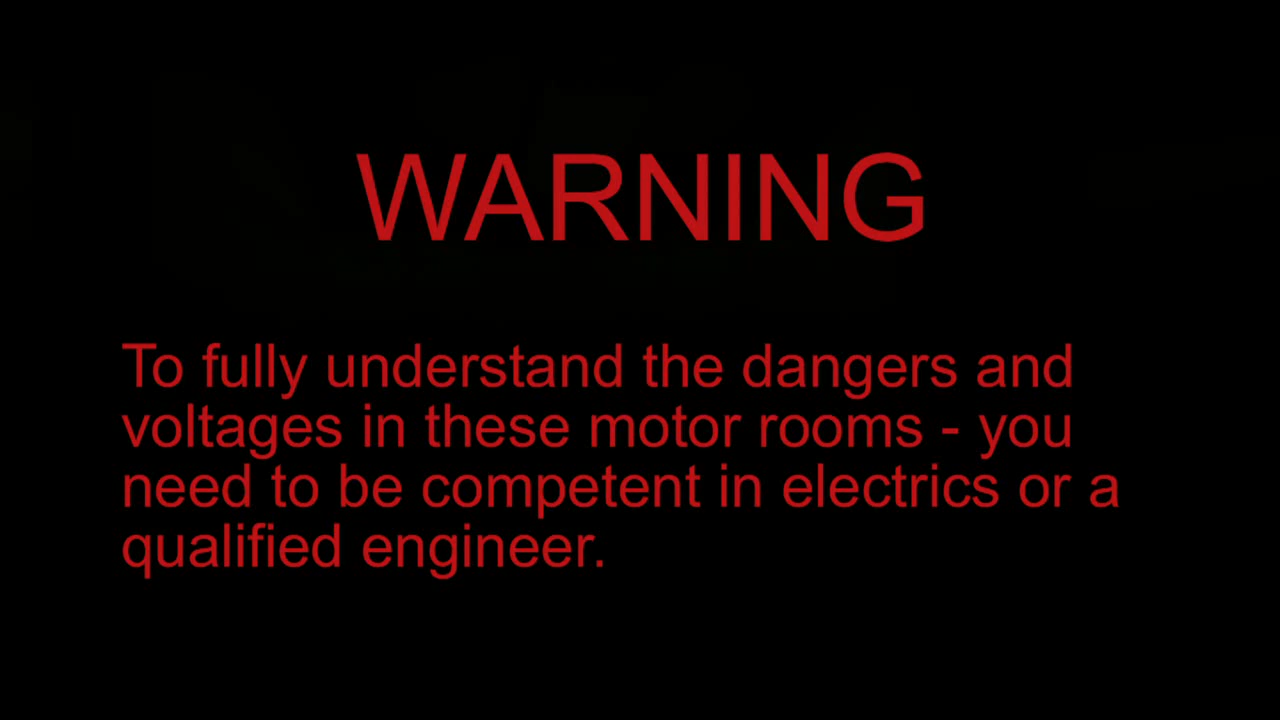 WARNING
To fully understand the dangers and
voltages in these motor rooms - you
need to be competent in electrics or a
qualified engineer.